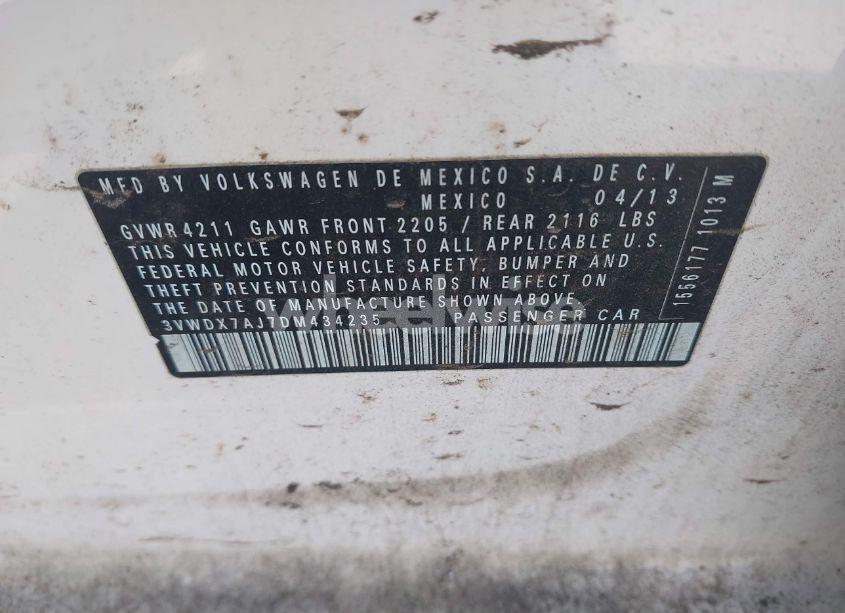 MFD BY VOLKSWAGEN DE MEXICO S.A. DE C.V.
MEXICO 04/13
GVWR 4211 GAWR FRONT 2205 / REAR 2116 LBS
THIS VEHICLE CONFORMS TO ALL APPLICABLE U.S.
FEDERAL MOTOR VEHICLE SAFETY, BUMPER AND
THEFT PREVENTION STANDARDS IN EFFECT ON
THE DATE OF MANUFACTURE SHOWN ABOVE
3VWDX7AJ7DM434235 PASSENGER CAR
1556177 1013 M